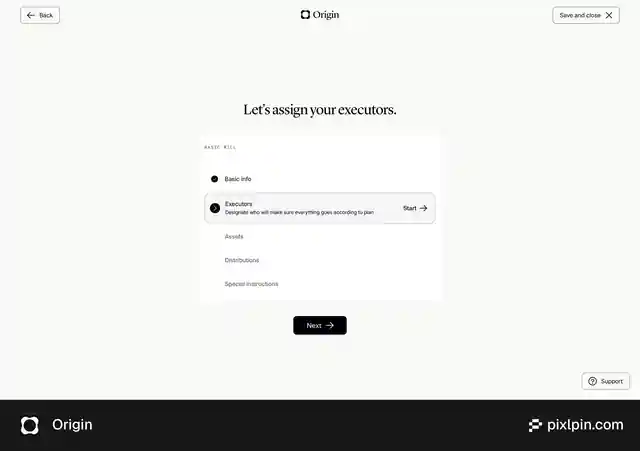 Back
Origin
Save and close
Let's assign your executors.
BASIC WILL
Basic info
Executors
Start
Designate who will make sure everything goes according to plan
Assets
Distributions
Special instructions
Next
Support
Origin
pixlpin.com